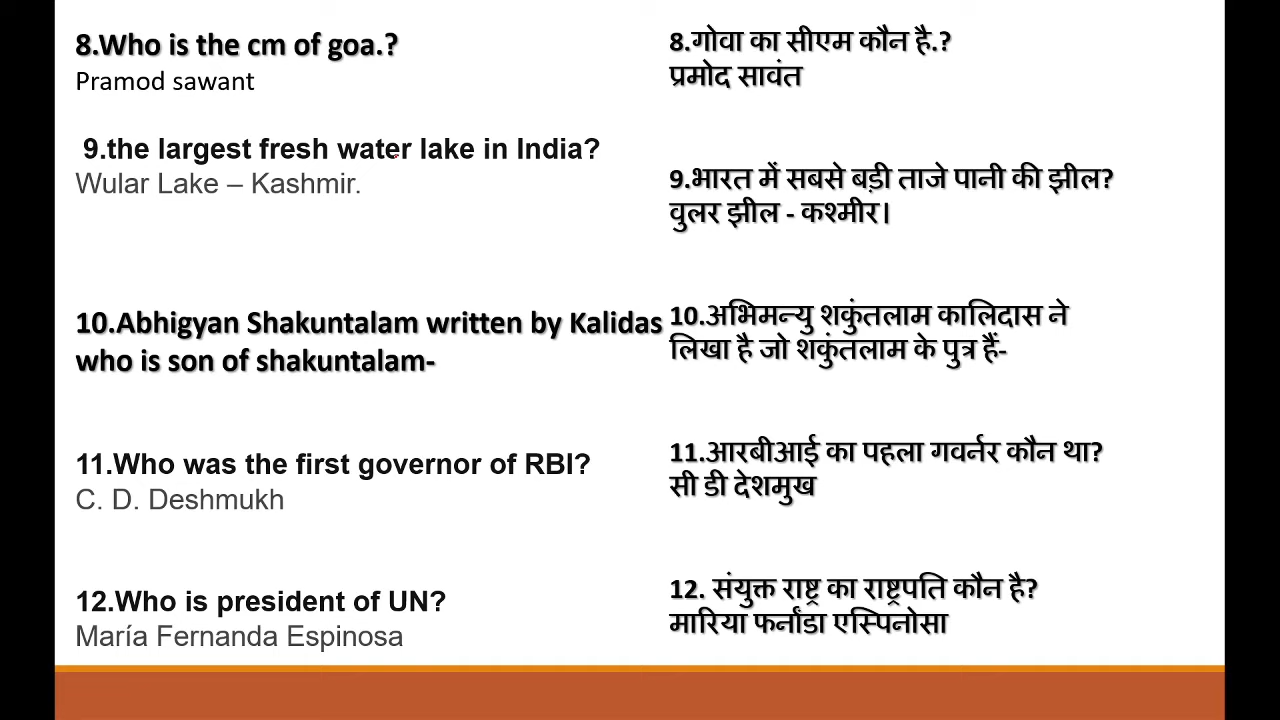 8.Who is the cm of goa.?
Pramod sawant
9.the largest fresh water lake in India?
Wular Lake – Kashmir.
10.Abhigyan Shakuntalam written by Kalidas
who is son of shakuntalam-
11.Who was the first governor of RBI?
C. D. Deshmukh
12.Who is president of UN?
María Fernanda Espinosa
8.गोवा का सीएम कौन है.?
प्रमोद सावंत
9.भारत में सबसे बड़ी ताजे पानी की झील?
वुलर झील - कश्मीर।
10.अभिमन्यु शकुंतलाम कालिदास ने
लिखा है जो शकुंतलाम के पुत्र हैं-
11.आरबीआई का पहला गवर्नर कौन था?
सी डी देशमुख
12. संयुक्त राष्ट्र का राष्ट्रपति कौन है?
मारिया फर्नांडा एस्पिनोसा